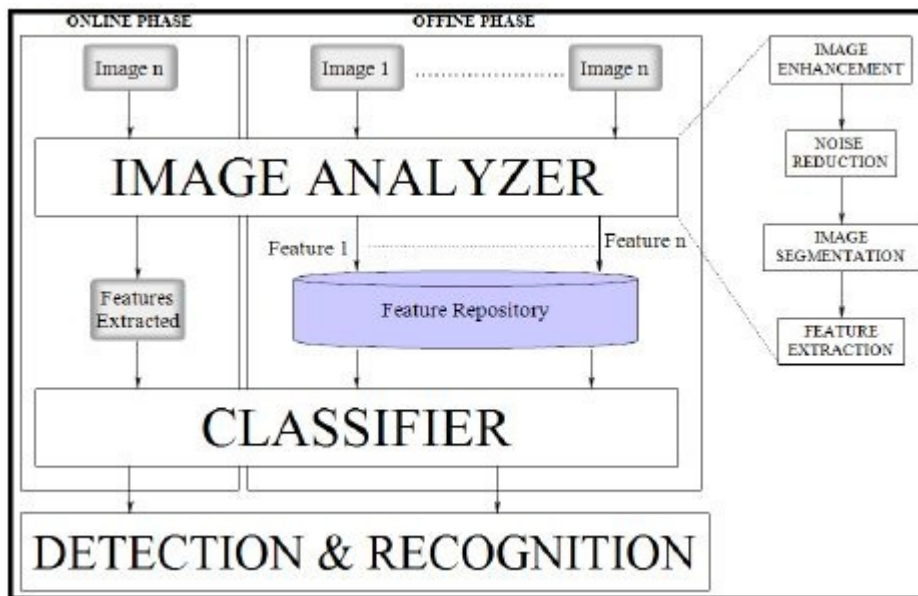 ONLINE PHASE
OFFINE PHASE
Image n
Image 1
Image n
IMAGE
ENHANCEMENT
IMAGE ANALYZER
NOISE
REDUCTION
Feature 1
Feature n
IMAGE
SEGMENTATION
Features
Extracted
Feature Repository
FEATURE
EXTRACTION
CLASSIFIER
DETECTION & RECOGNITION